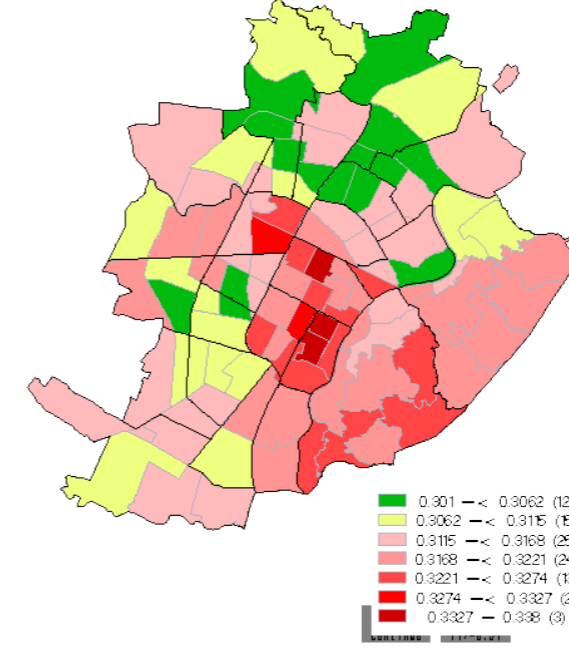 0.301 –< 0.3062 (12
0.3062 –< 0.3115 (15
0.3115 –< 0.3168 (25
0.3168 –< 0.3221 (24
0.3221 –< 0.3274 (13
0.3274 –< 0.3327 (2
0.3327 – 0.338 (3)